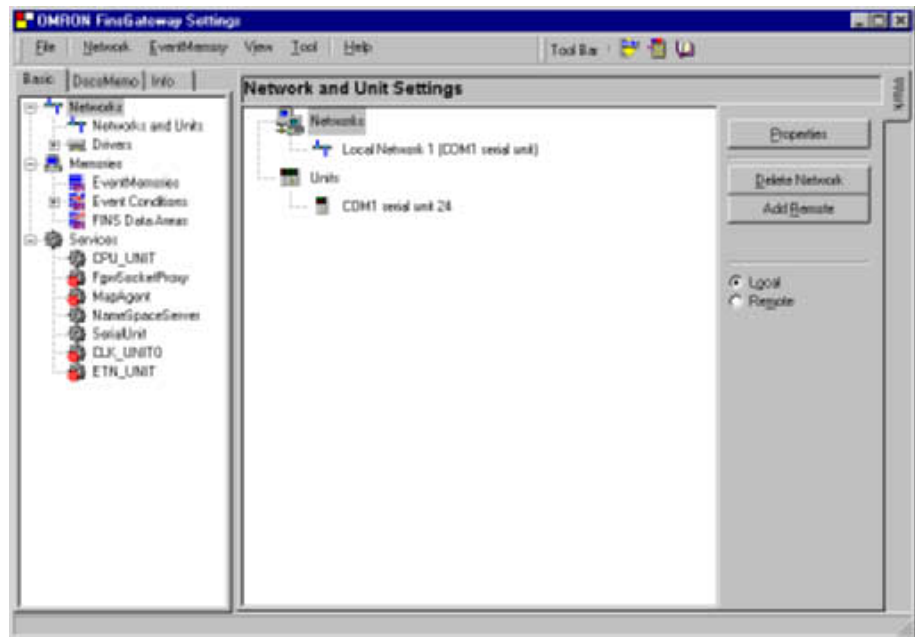 OMRON FinsGateway Settings
File Network EventMemory View Tool Help Tool Bar
Basic DocsMemo Info
Network and Unit Settings
Networks
Networks and Units
Drivers
Memories
EventMemories
Event Conditions
FINS Data Areas
Services
CPU_UNIT
FgwSocketProxy
MapAgent
NameSpaceServer
SerialUnit
CLK_UNIT0
ETN_UNIT
Networks
Local Network 1 (COM1 serial unit)
Units
COM1 serial unit 24
Properties
Delete Network
Add Remote
Local
Remote